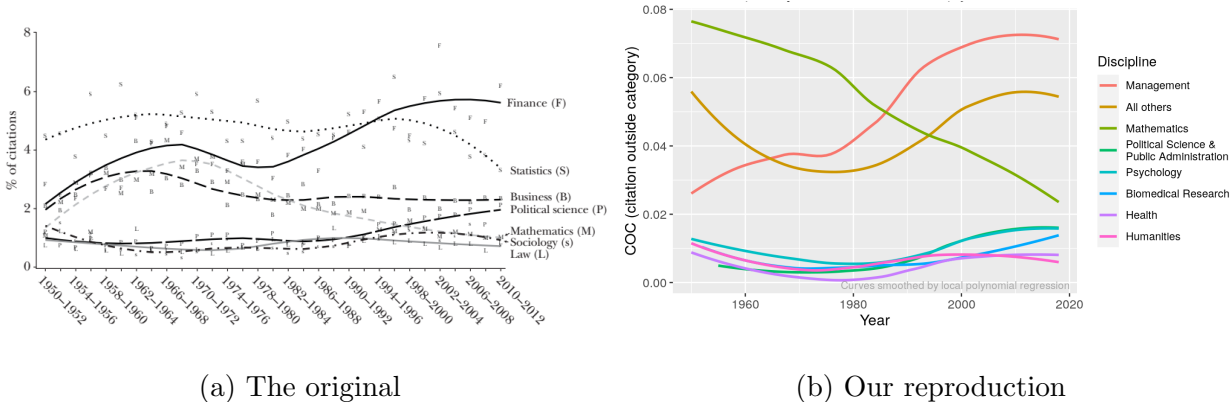 % of citations
8
6
4
2
0
Finance (F)
Statistics (S)
Business (B)
Political science (P)
Mathematics (M)
Sociology (s)
Law (L)
1950–1952
1954–1956
1958–1960
1962–1964
1966–1968
1970–1972
1974–1976
1978–1980
1982–1984
1986–1988
1990–1992
1994–1996
1998–2000
2002–2004
2006–2008
2010–2012
(a) The original
COC (citation outside category)
0.08
0.06
0.04
0.02
0.00
Curves smoothed by local polynomial regression
1960
1980
2000
2020
Year
Discipline
Management
All others
Mathematics
Political Science &
Public Administration
Psychology
Biomedical Research
Health
Humanities
(b) Our reproduction